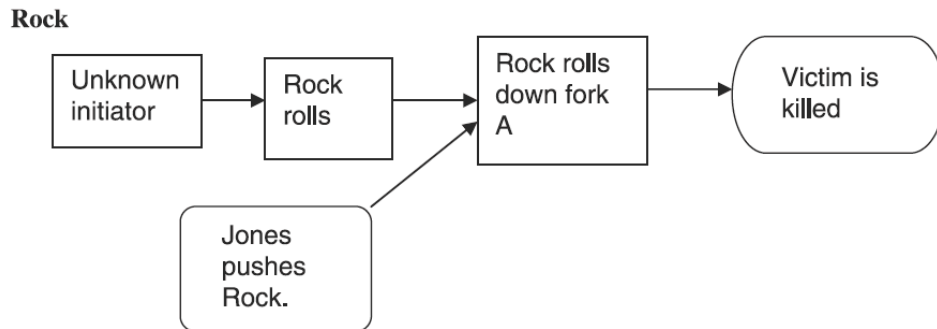 Rock
Unknown
initiator
Rock
rolls
Rock rolls
down fork
A
Victim is
killed
Jones
pushes
Rock.